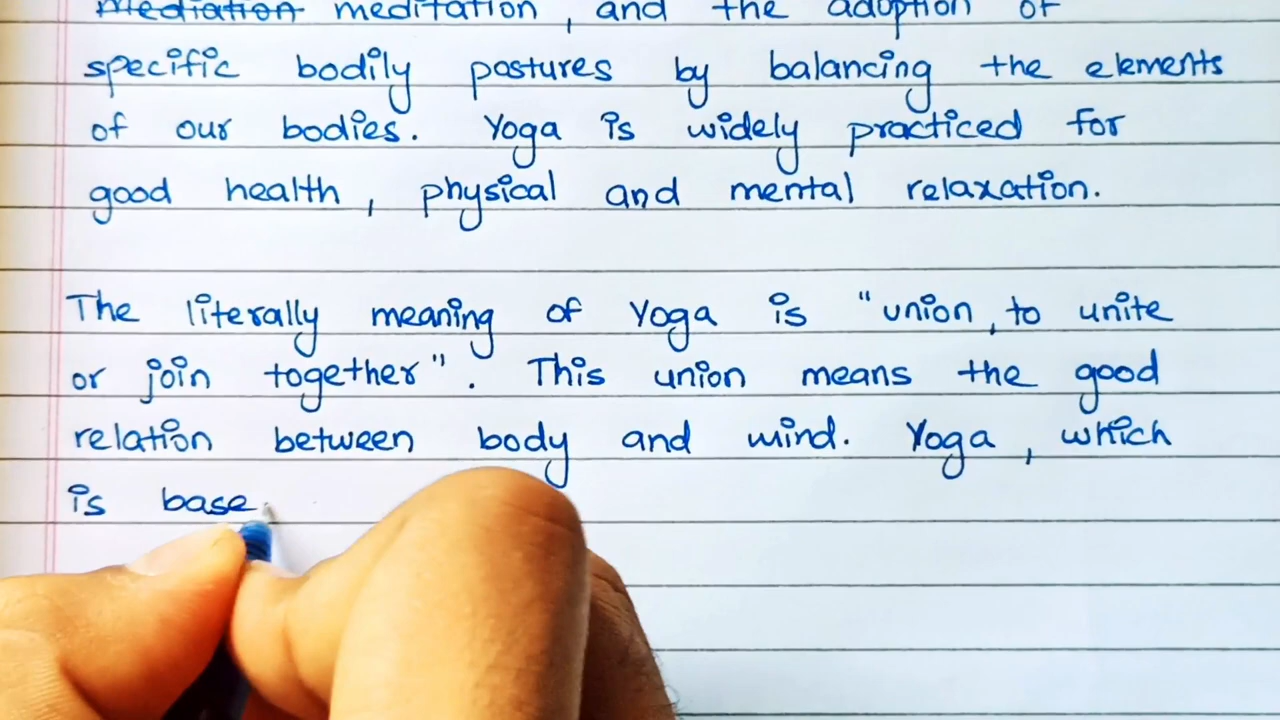 mediation meditation, and the adoption of
specific bodily postures by balancing the elements
of our bodies. Yoga is widely practiced for
good health, physical and mental relaxation.
The literally meaning of Yoga is "union, to unite
or join together". This union means the good
relation between body and mind. Yoga, which
is base